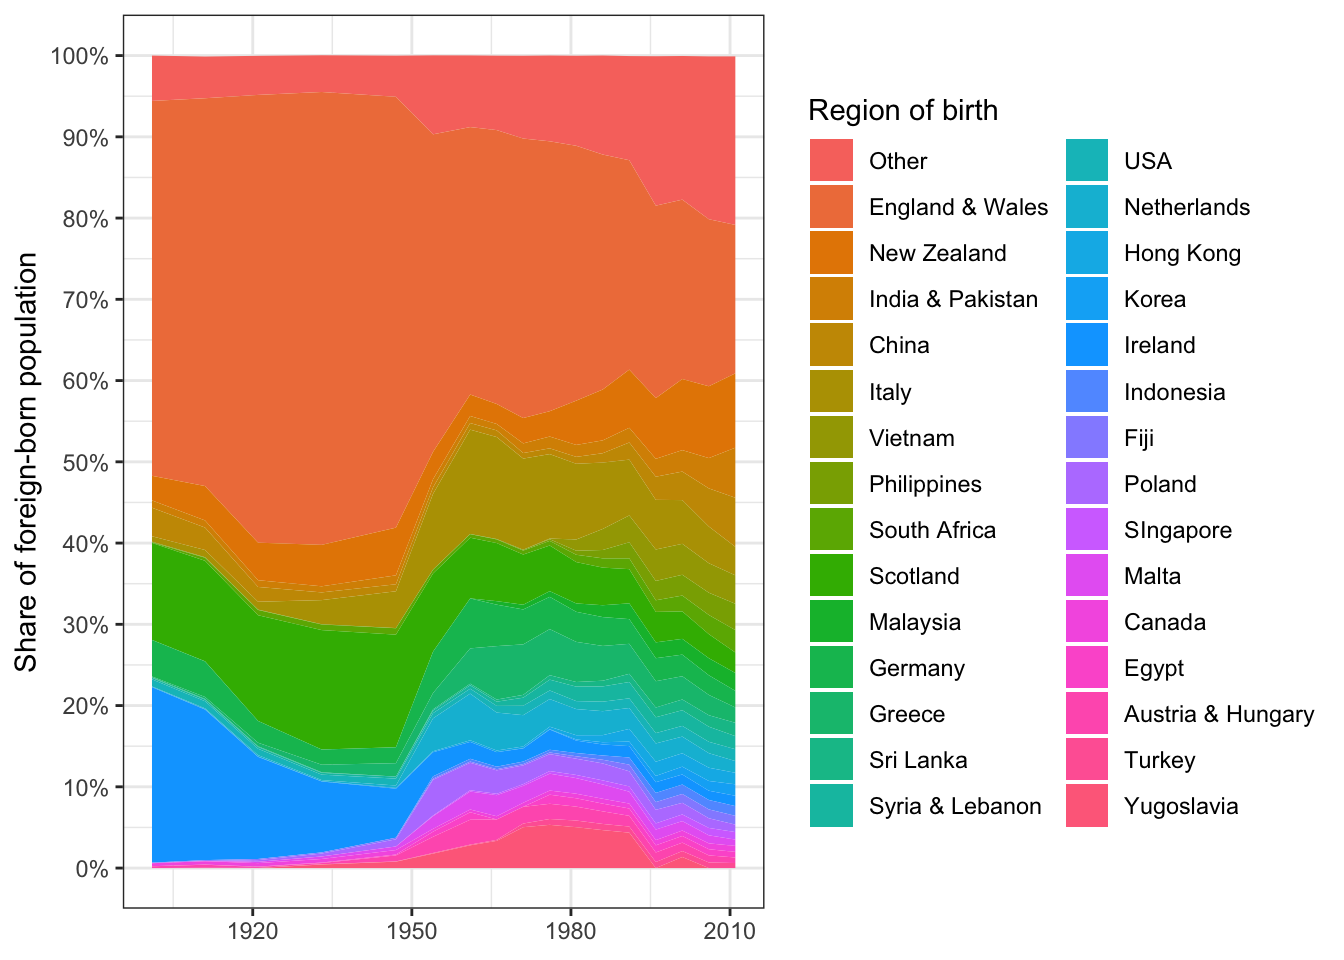 Share of foreign-born population
100%
90%
80%
70%
60%
50%
40%
30%
20%
10%
0%
1920
1950
1980
2010
Region of birth
Other
England & Wales
New Zealand
India & Pakistan
China
Italy
Vietnam
Philippines
South Africa
Scotland
Malaysia
Germany
Greece
Sri Lanka
Syria & Lebanon
USA
Netherlands
Hong Kong
Korea
Ireland
Indonesia
Fiji
Poland
SIngapore
Malta
Canada
Egypt
Austria & Hungary
Turkey
Yugoslavia